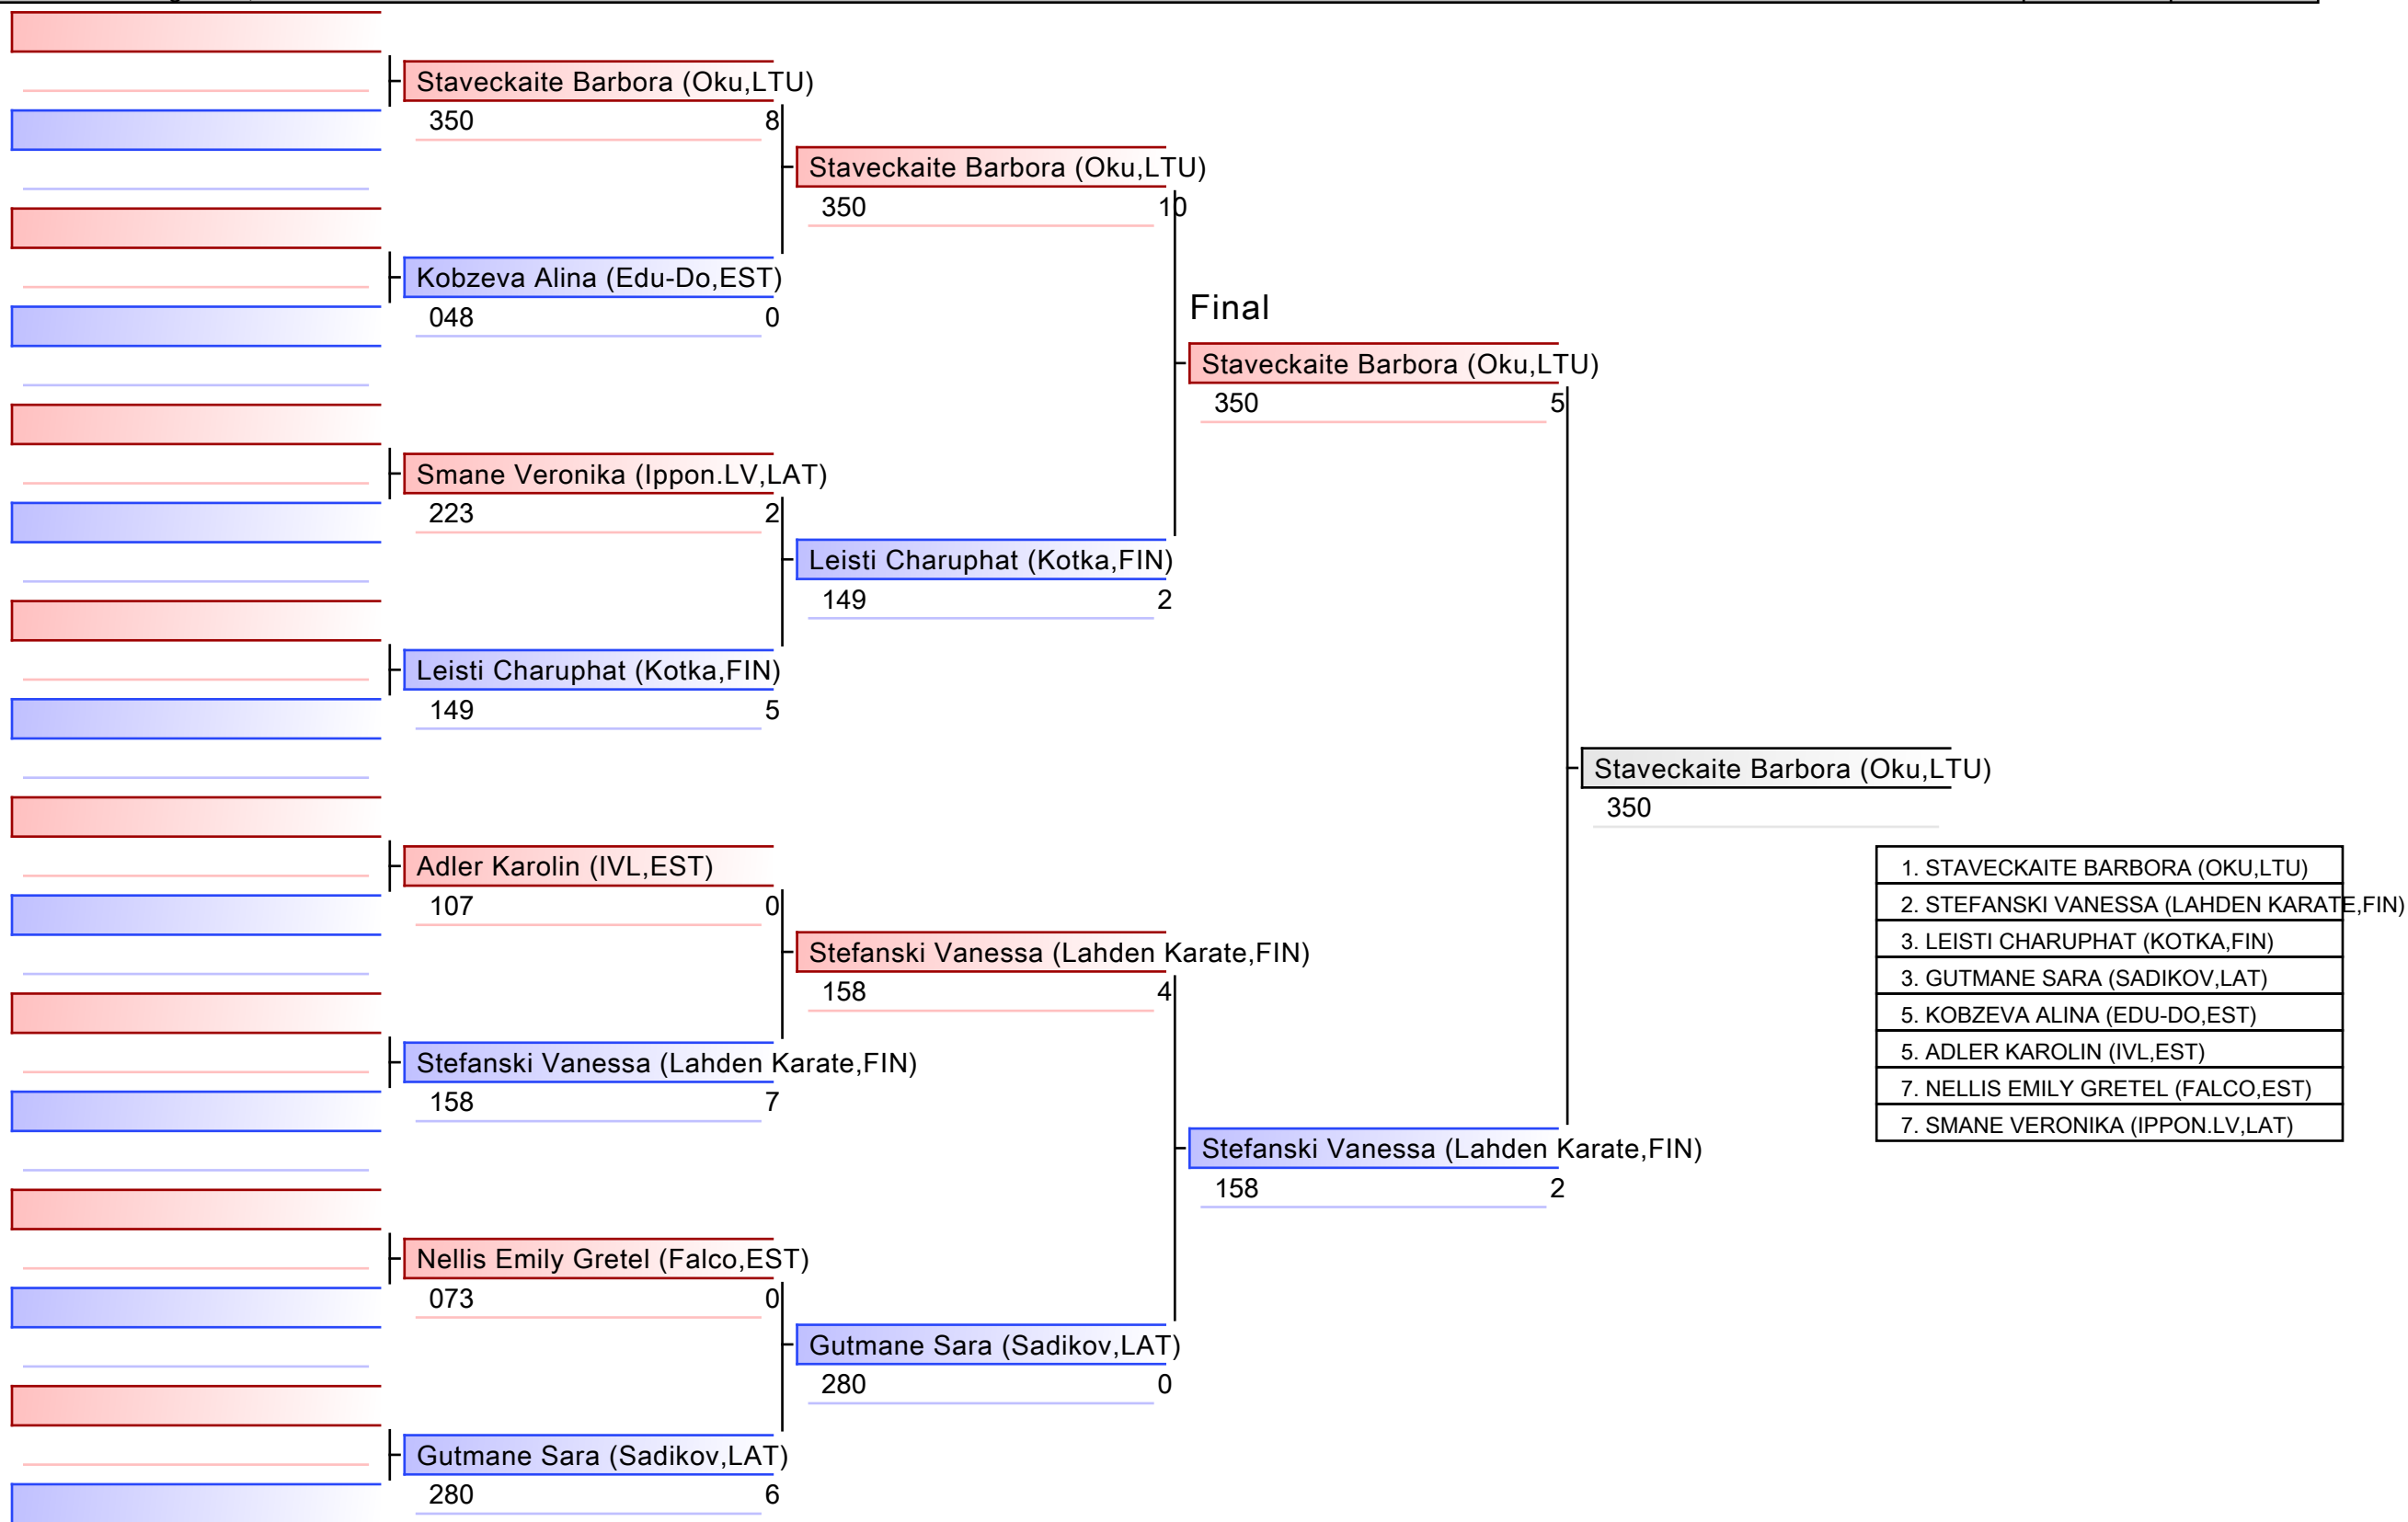 Staveckaite Barbora (Oku,LTU)
350 8
Kobzeva Alina (Edu-Do,EST)
048 0
Smane Veronika (Ippon.LV,LAT)
223 2
Leisti Charuphat (Kotka,FIN)
149 5
Adler Karolin (IVL,EST)
107 0
Stefanski Vanessa (Lahden Karate,FIN)
158 7
Nellis Emily Gretel (Falco,EST)
073 0
Gutmane Sara (Sadikov,LAT)
280 6
Staveckaite Barbora (Oku,LTU)
350 10
Leisti Charuphat (Kotka,FIN)
149 2
Stefanski Vanessa (Lahden Karate,FIN)
158 4
Gutmane Sara (Sadikov,LAT)
280 0
Final
Staveckaite Barbora (Oku,LTU)
350 5
Stefanski Vanessa (Lahden Karate,FIN)
158 2
Staveckaite Barbora (Oku,LTU)
350
1. STAVECKAITE BARBORA (OKU,LTU)
2. STEFANSKI VANESSA (LAHDEN KARATE,FIN)
3. LEISTI CHARUPHAT (KOTKA,FIN)
3. GUTMANE SARA (SADIKOV,LAT)
5. KOBZEVA ALINA (EDU-DO,EST)
5. ADLER KAROLIN (IVL,EST)
7. NELLIS EMILY GRETEL (FALCO,EST)
7. SMANE VERONIKA (IPPON.LV,LAT)